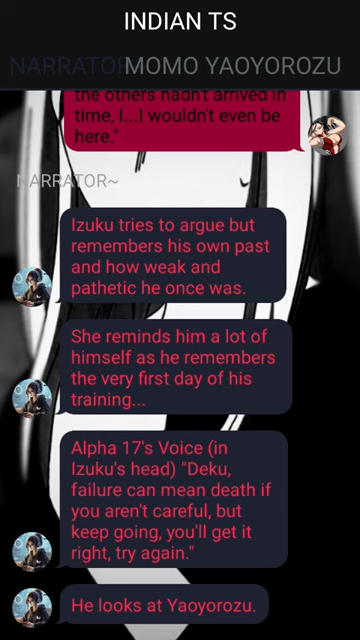 INDIAN TS
NARRATOR MOMO YAOYOROZU
the others hadn't arrived in
time, I...I wouldn't even be
here."
NARRATOR~
Izuku tries to argue but
remembers his own past
and how weak and
pathetic he once was.
She reminds him a lot of
himself as he remembers
the very first day of his
training...
Alpha 17's Voice (in
Izuku's head) "Deku,
failure can mean death if
you aren't careful, but
keep going, you'll get it
right, try again."
He looks at Yaoyorozu.